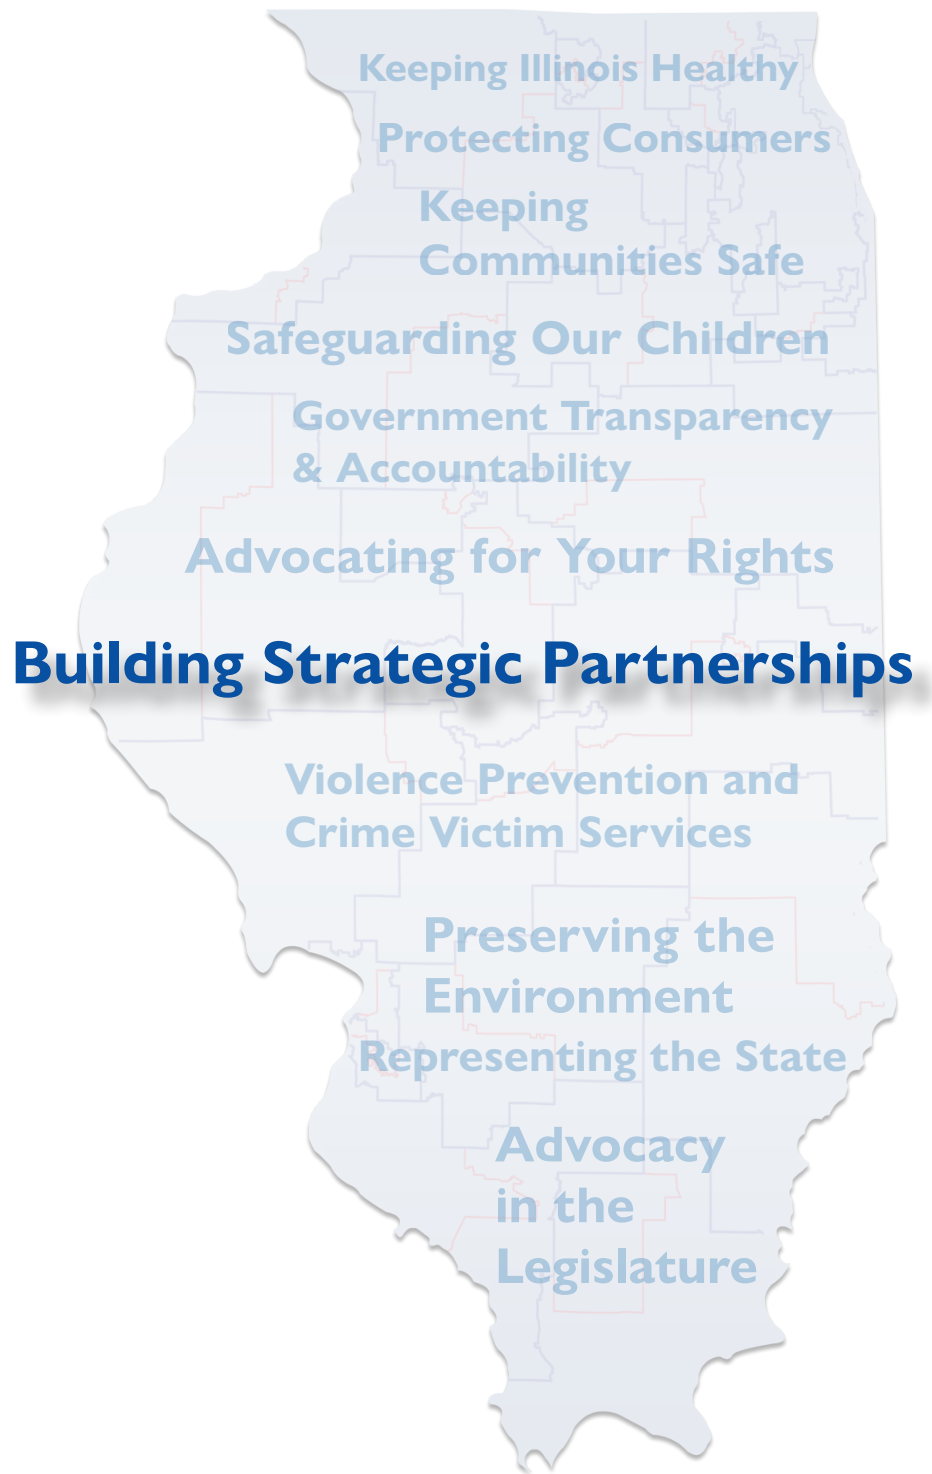 Keeping Illinois Healthy
Protecting Consumers
Keeping
Communities Safe
Safeguarding Our Children
Government Transparency
& Accountability
Advocating for Your Rights
Building Strategic Partnerships
Violence Prevention and
Crime Victim Services
Preserving the
Environment
Representing the State
Advocacy
in the
Legislature